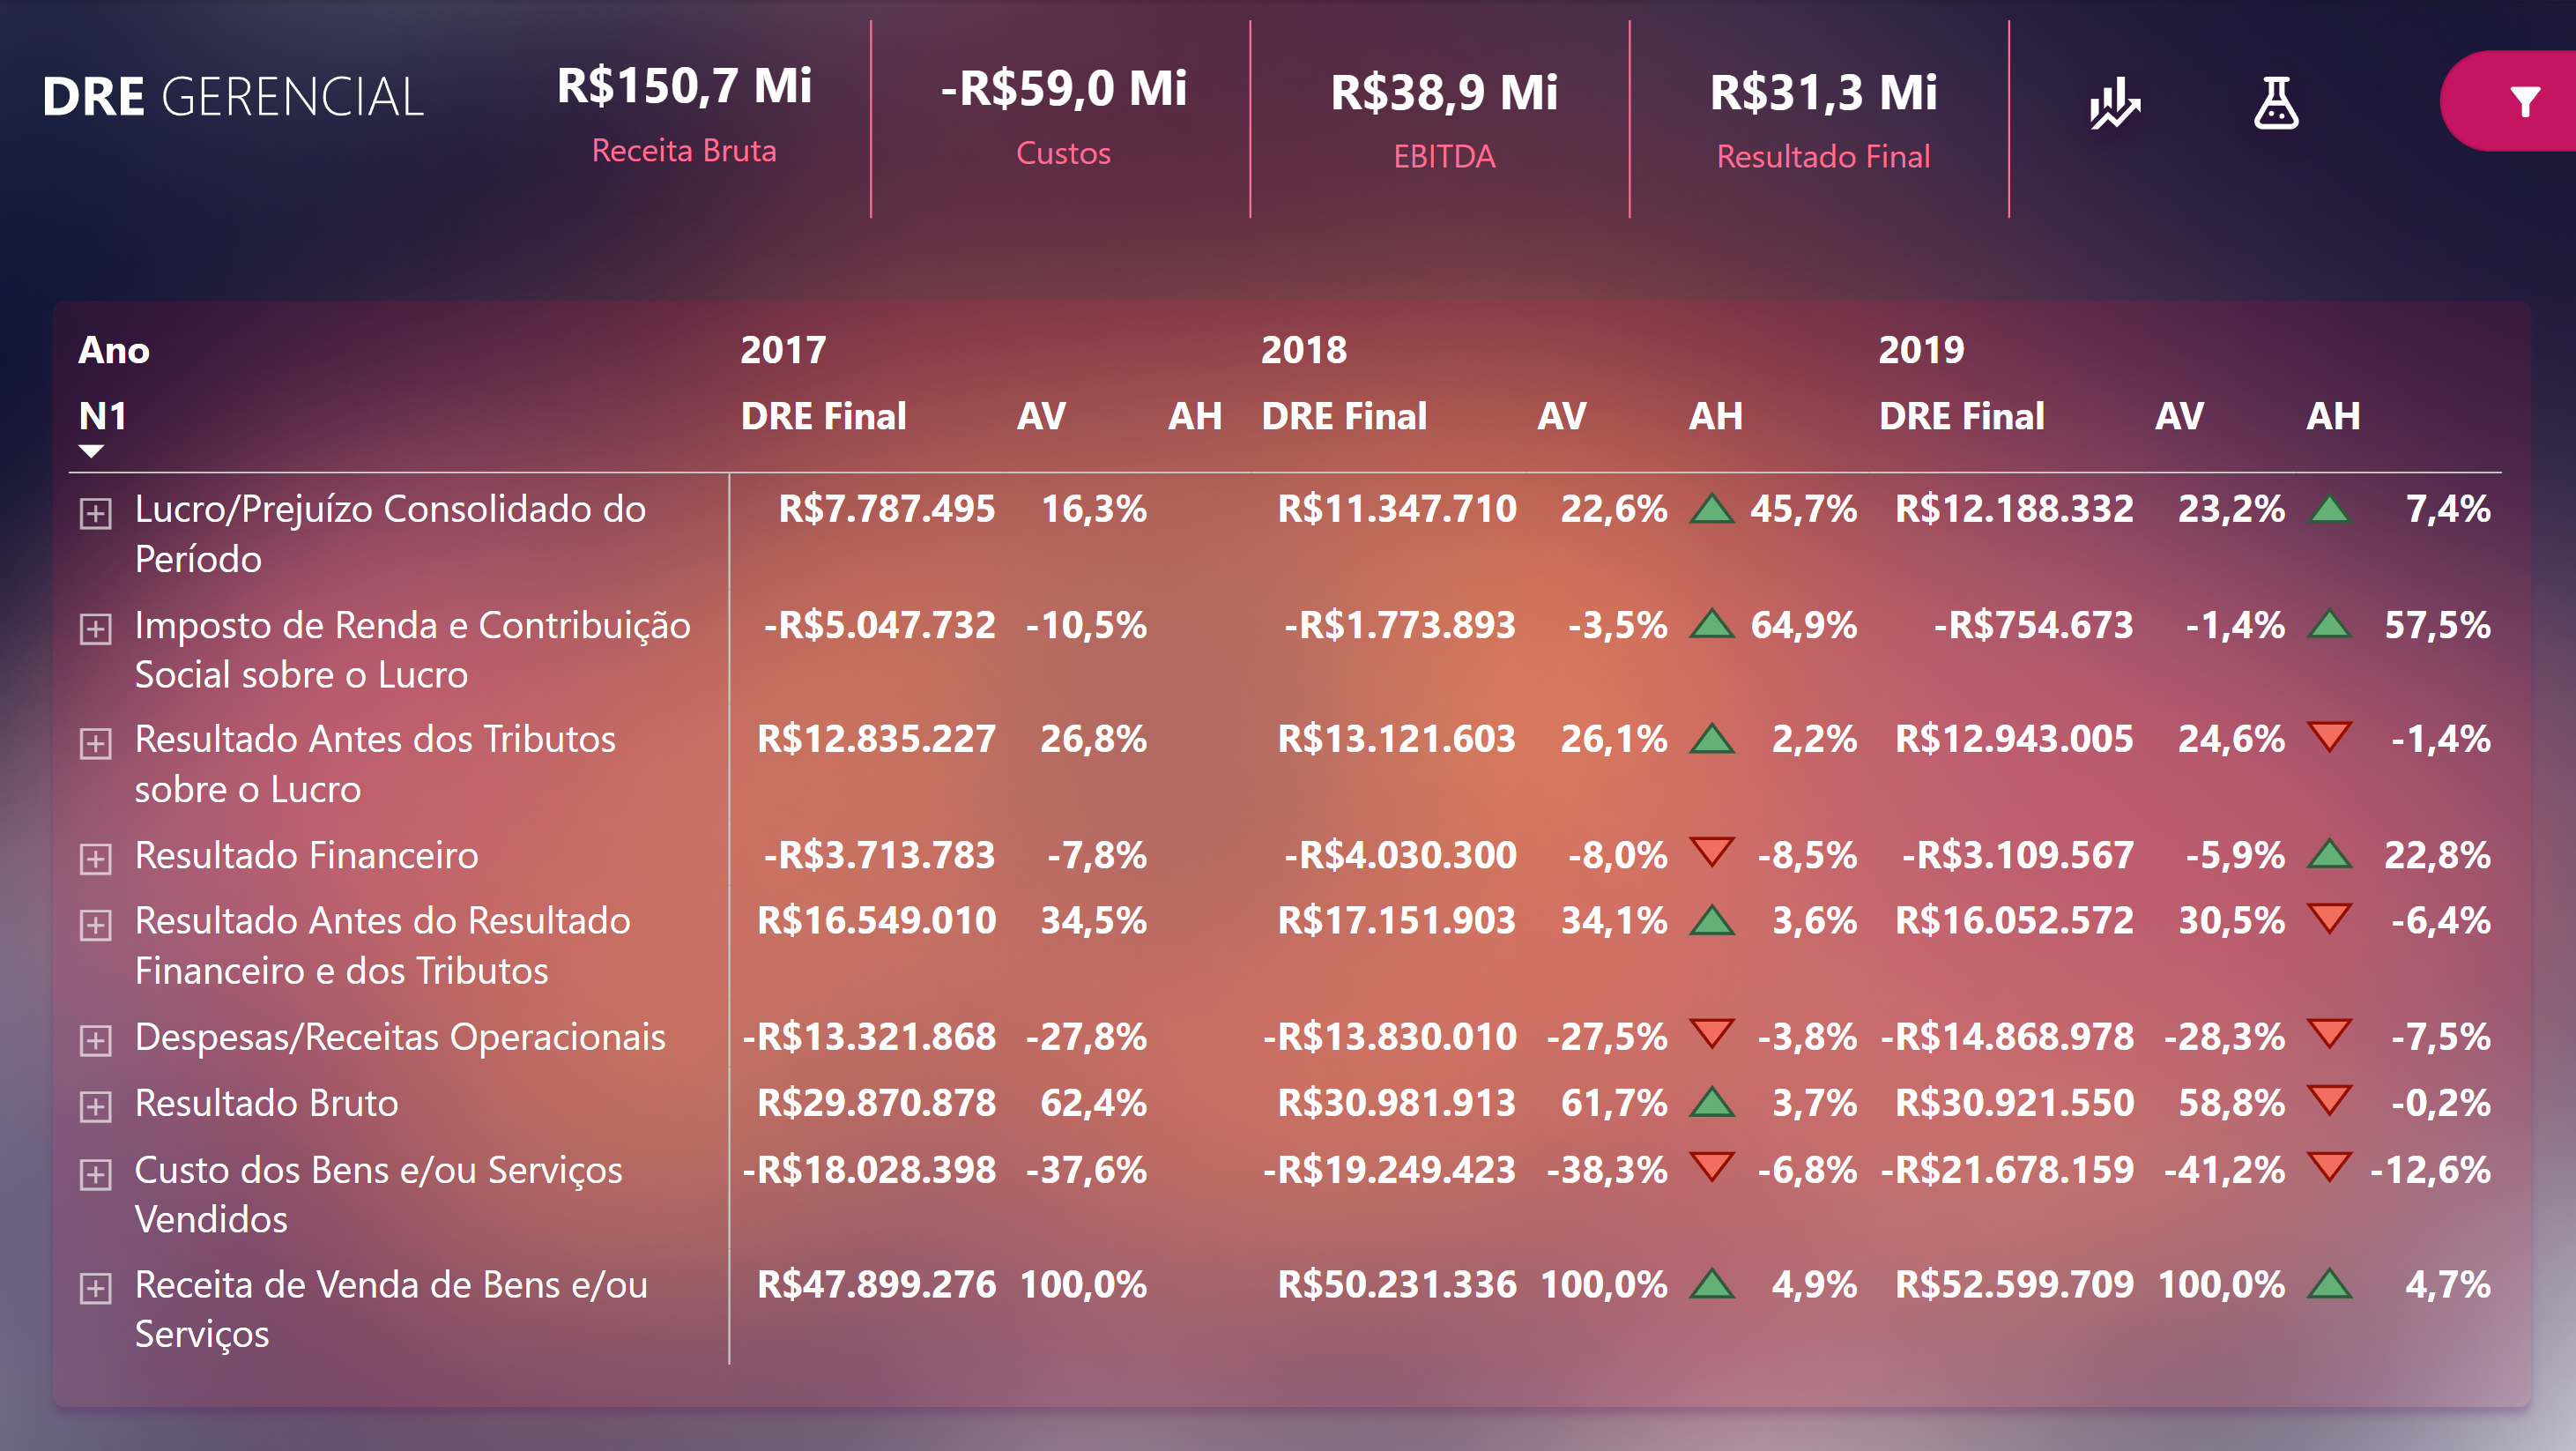 DRE GERENCIAL
R$150,7 Mi
Receita Bruta
-R$59,0 Mi
Custos
R$38,9 Mi
EBITDA
R$31,3 Mi
Resultado Final
Ano 2017 2018 2019
N1 DRE Final AV AH DRE Final AV AH DRE Final AV AH
Lucro/Prejuízo Consolidado do R$7.787.495 16,3% R$11.347.710 22,6% 45,7% R$12.188.332 23,2% 7,4%
Período
Imposto de Renda e Contribuição -R$5.047.732 -10,5% -R$1.773.893 -3,5% 64,9% -R$754.673 -1,4% 57,5%
Social sobre o Lucro
Resultado Antes dos Tributos R$12.835.227 26,8% R$13.121.603 26,1% 2,2% R$12.943.005 24,6% -1,4%
sobre o Lucro
Resultado Financeiro -R$3.713.783 -7,8% -R$4.030.300 -8,0% -8,5% -R$3.109.567 -5,9% 22,8%
Resultado Antes do Resultado R$16.549.010 34,5% R$17.151.903 34,1% 3,6% R$16.052.572 30,5% -6,4%
Financeiro e dos Tributos
Despesas/Receitas Operacionais -R$13.321.868 -27,8% -R$13.830.010 -27,5% -3,8% -R$14.868.978 -28,3% -7,5%
Resultado Bruto R$29.870.878 62,4% R$30.981.913 61,7% 3,7% R$30.921.550 58,8% -0,2%
Custo dos Bens e/ou Serviços -R$18.028.398 -37,6% -R$19.249.423 -38,3% -6,8% -R$21.678.159 -41,2% -12,6%
Vendidos
Receita de Venda de Bens e/ou R$47.899.276 100,0% R$50.231.336 100,0% 4,9% R$52.599.709 100,0% 4,7%
Serviços